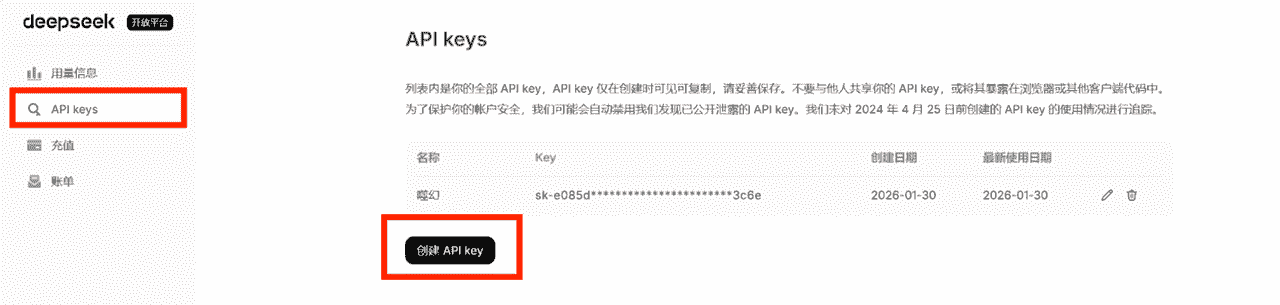 deepseek 开放平台
用量信息
API keys
充值
账单
API keys
列表内是你的全部 API key，API key 仅在创建时可见可复制，请妥善保存。不要与他人共享你的 API key，或将其暴露在浏览器或其他客户端代码中。
为了保护你的帐户安全，我们可能会自动禁用我们发现已公开泄露的 API key。我们未对 2024 年 4 月 25 日前创建的 API key 的使用情况进行追踪。
名称 Key 创建日期 最新使用日期
噬幻 sk-e085d***********************3c6e 2026-01-30 2026-01-30
创建 API key